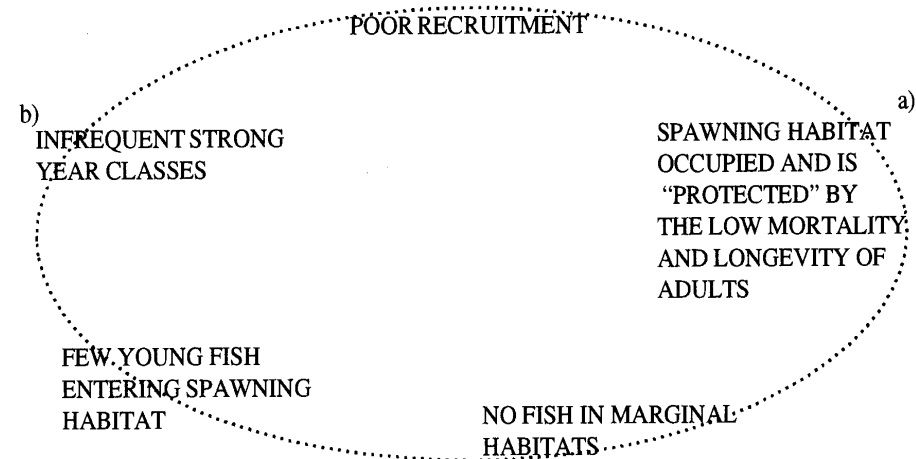 POOR RECRUITMENT
b)
INFREQUENT STRONG
YEAR CLASSES
a)
SPAWNING HABITAT
OCCUPIED AND IS
“PROTECTED” BY
THE LOW MORTALITY
AND LONGEVITY OF
ADULTS
FEW YOUNG FISH
ENTERING SPAWNING
HABITAT
NO FISH IN MARGINAL
HABITATS